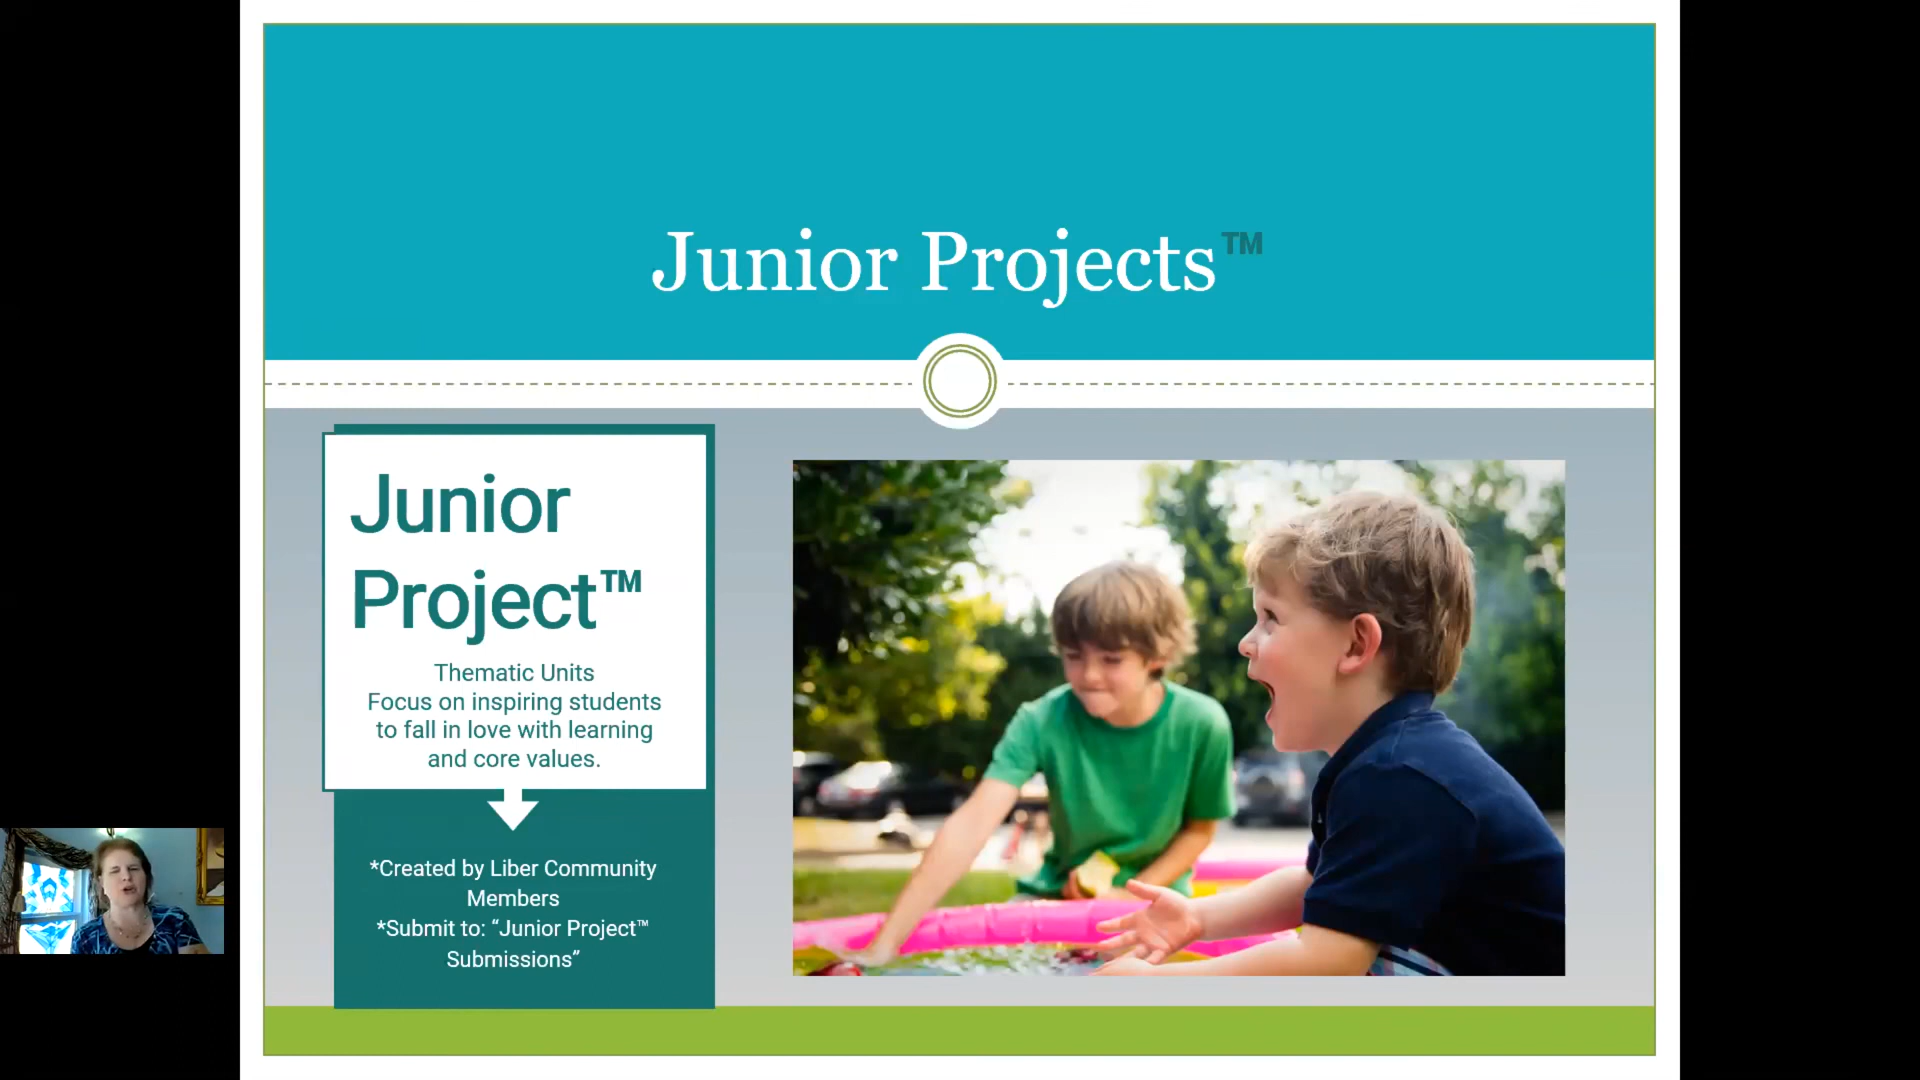 Junior Projects™
Junior
Project™
Thematic Units
Focus on inspiring students
to fall in love with learning
and core values.
*Created by Liber Community
Members
*Submit to: “Junior Project™
Submissions”